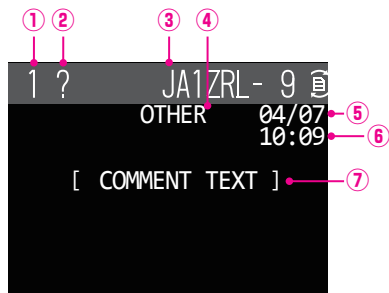 ① ② ③ ④
1 ? JA1ZRL- 9
OTHER 04/07 ⑤
10:09 ⑥
[ COMMENT TEXT ] ⑦